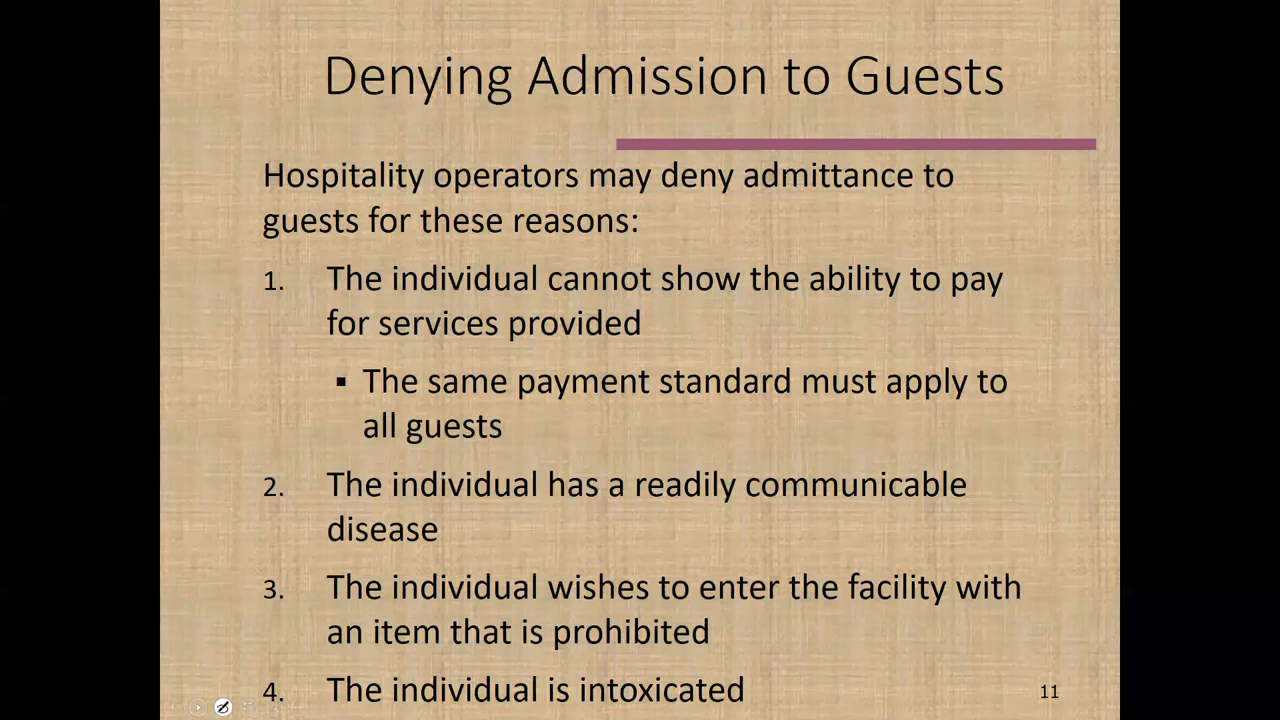 Denying Admission to Guests
Hospitality operators may deny admittance to
guests for these reasons:
1. The individual cannot show the ability to pay
for services provided
▪ The same payment standard must apply to
all guests
2. The individual has a readily communicable
disease
3. The individual wishes to enter the facility with
an item that is prohibited
4. The individual is intoxicated
11